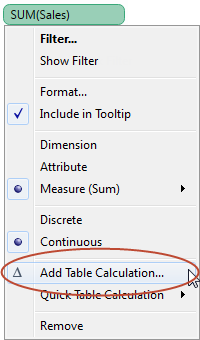 SUM(Sales)
Filter...
Show Filter
Format...
Include in Tooltip
Dimension
Attribute
Measure (Sum)
Discrete
Continuous
Δ Add Table Calculation...
Quick Table Calculation
Remove